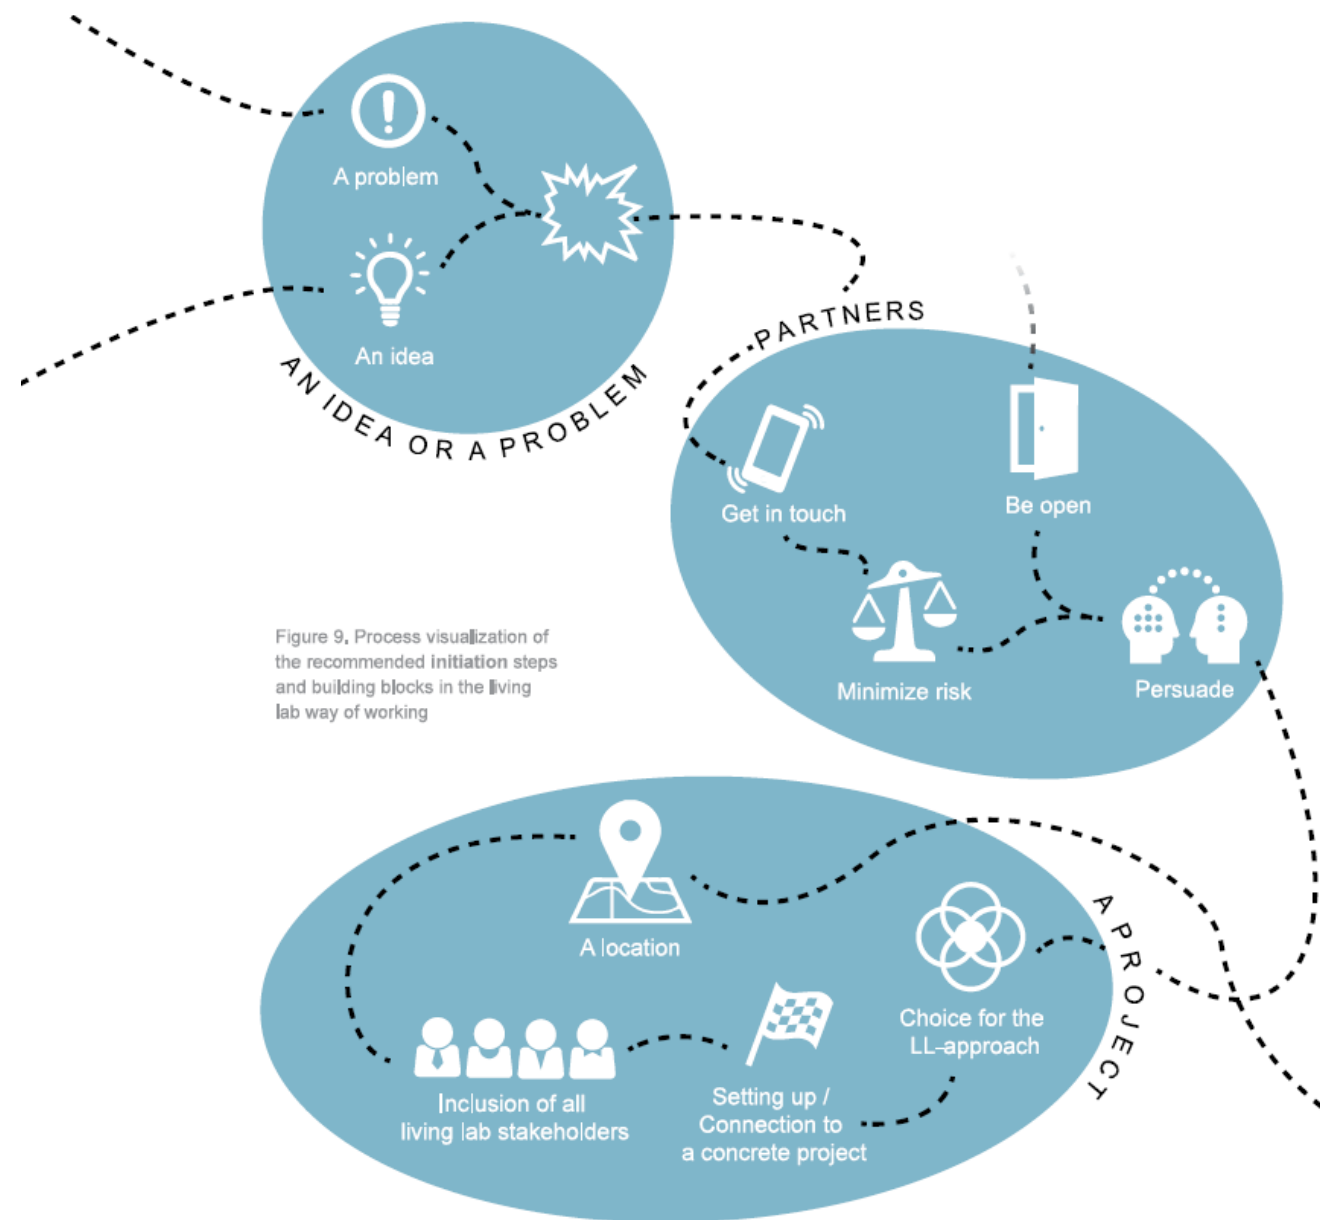 A problem
An idea
AN IDEA OR A PROBLEM
PARTNERS
Get in touch
Be open
Minimize risk
Persuade
Figure 9. Process visualization of
the recommended initiation steps
and building blocks in the living
lab way of working
A PROJECT
A location
Choice for the
LL-approach
Inclusion of all
living lab stakeholders
Setting up /
Connection to
a concrete project